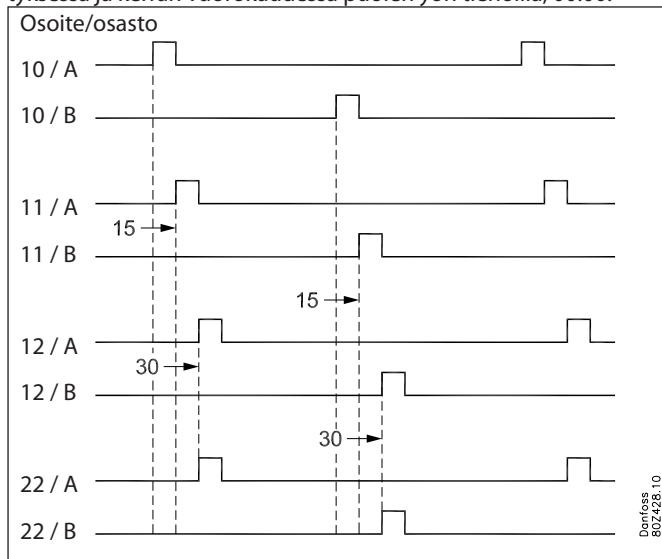 Osoite/osasto
10 / A
10 / B
11 / A
15
11 / B
15
12 / A
30
12 / B
30
22 / A
22 / B
Danfoss
80Z428.10